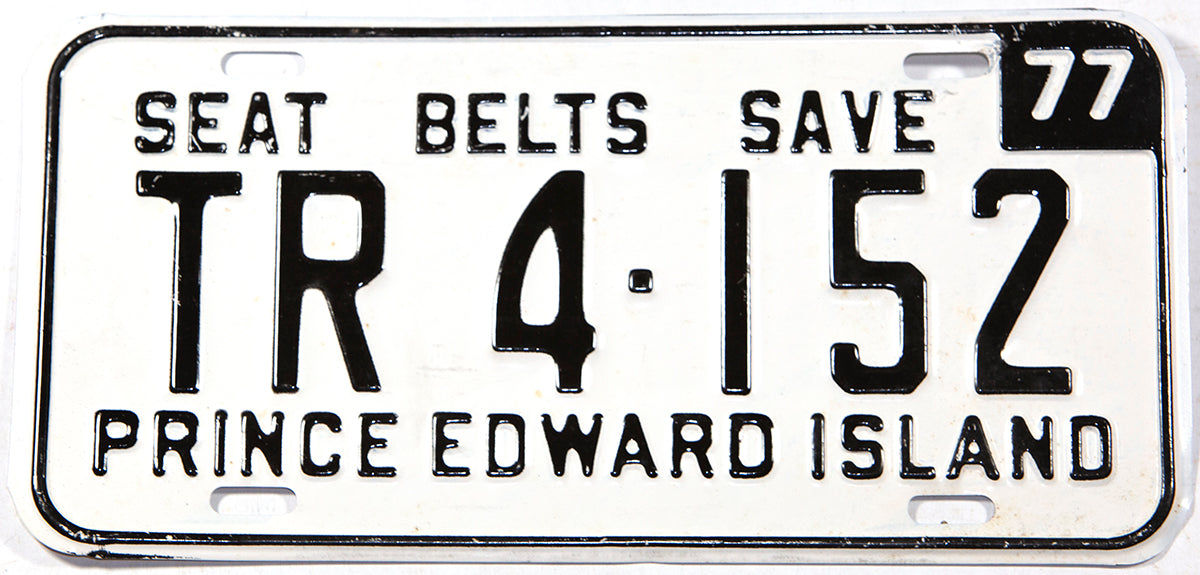 77
SEAT BELTS SAVE
TR 4·152
PRINCE EDWARD ISLAND